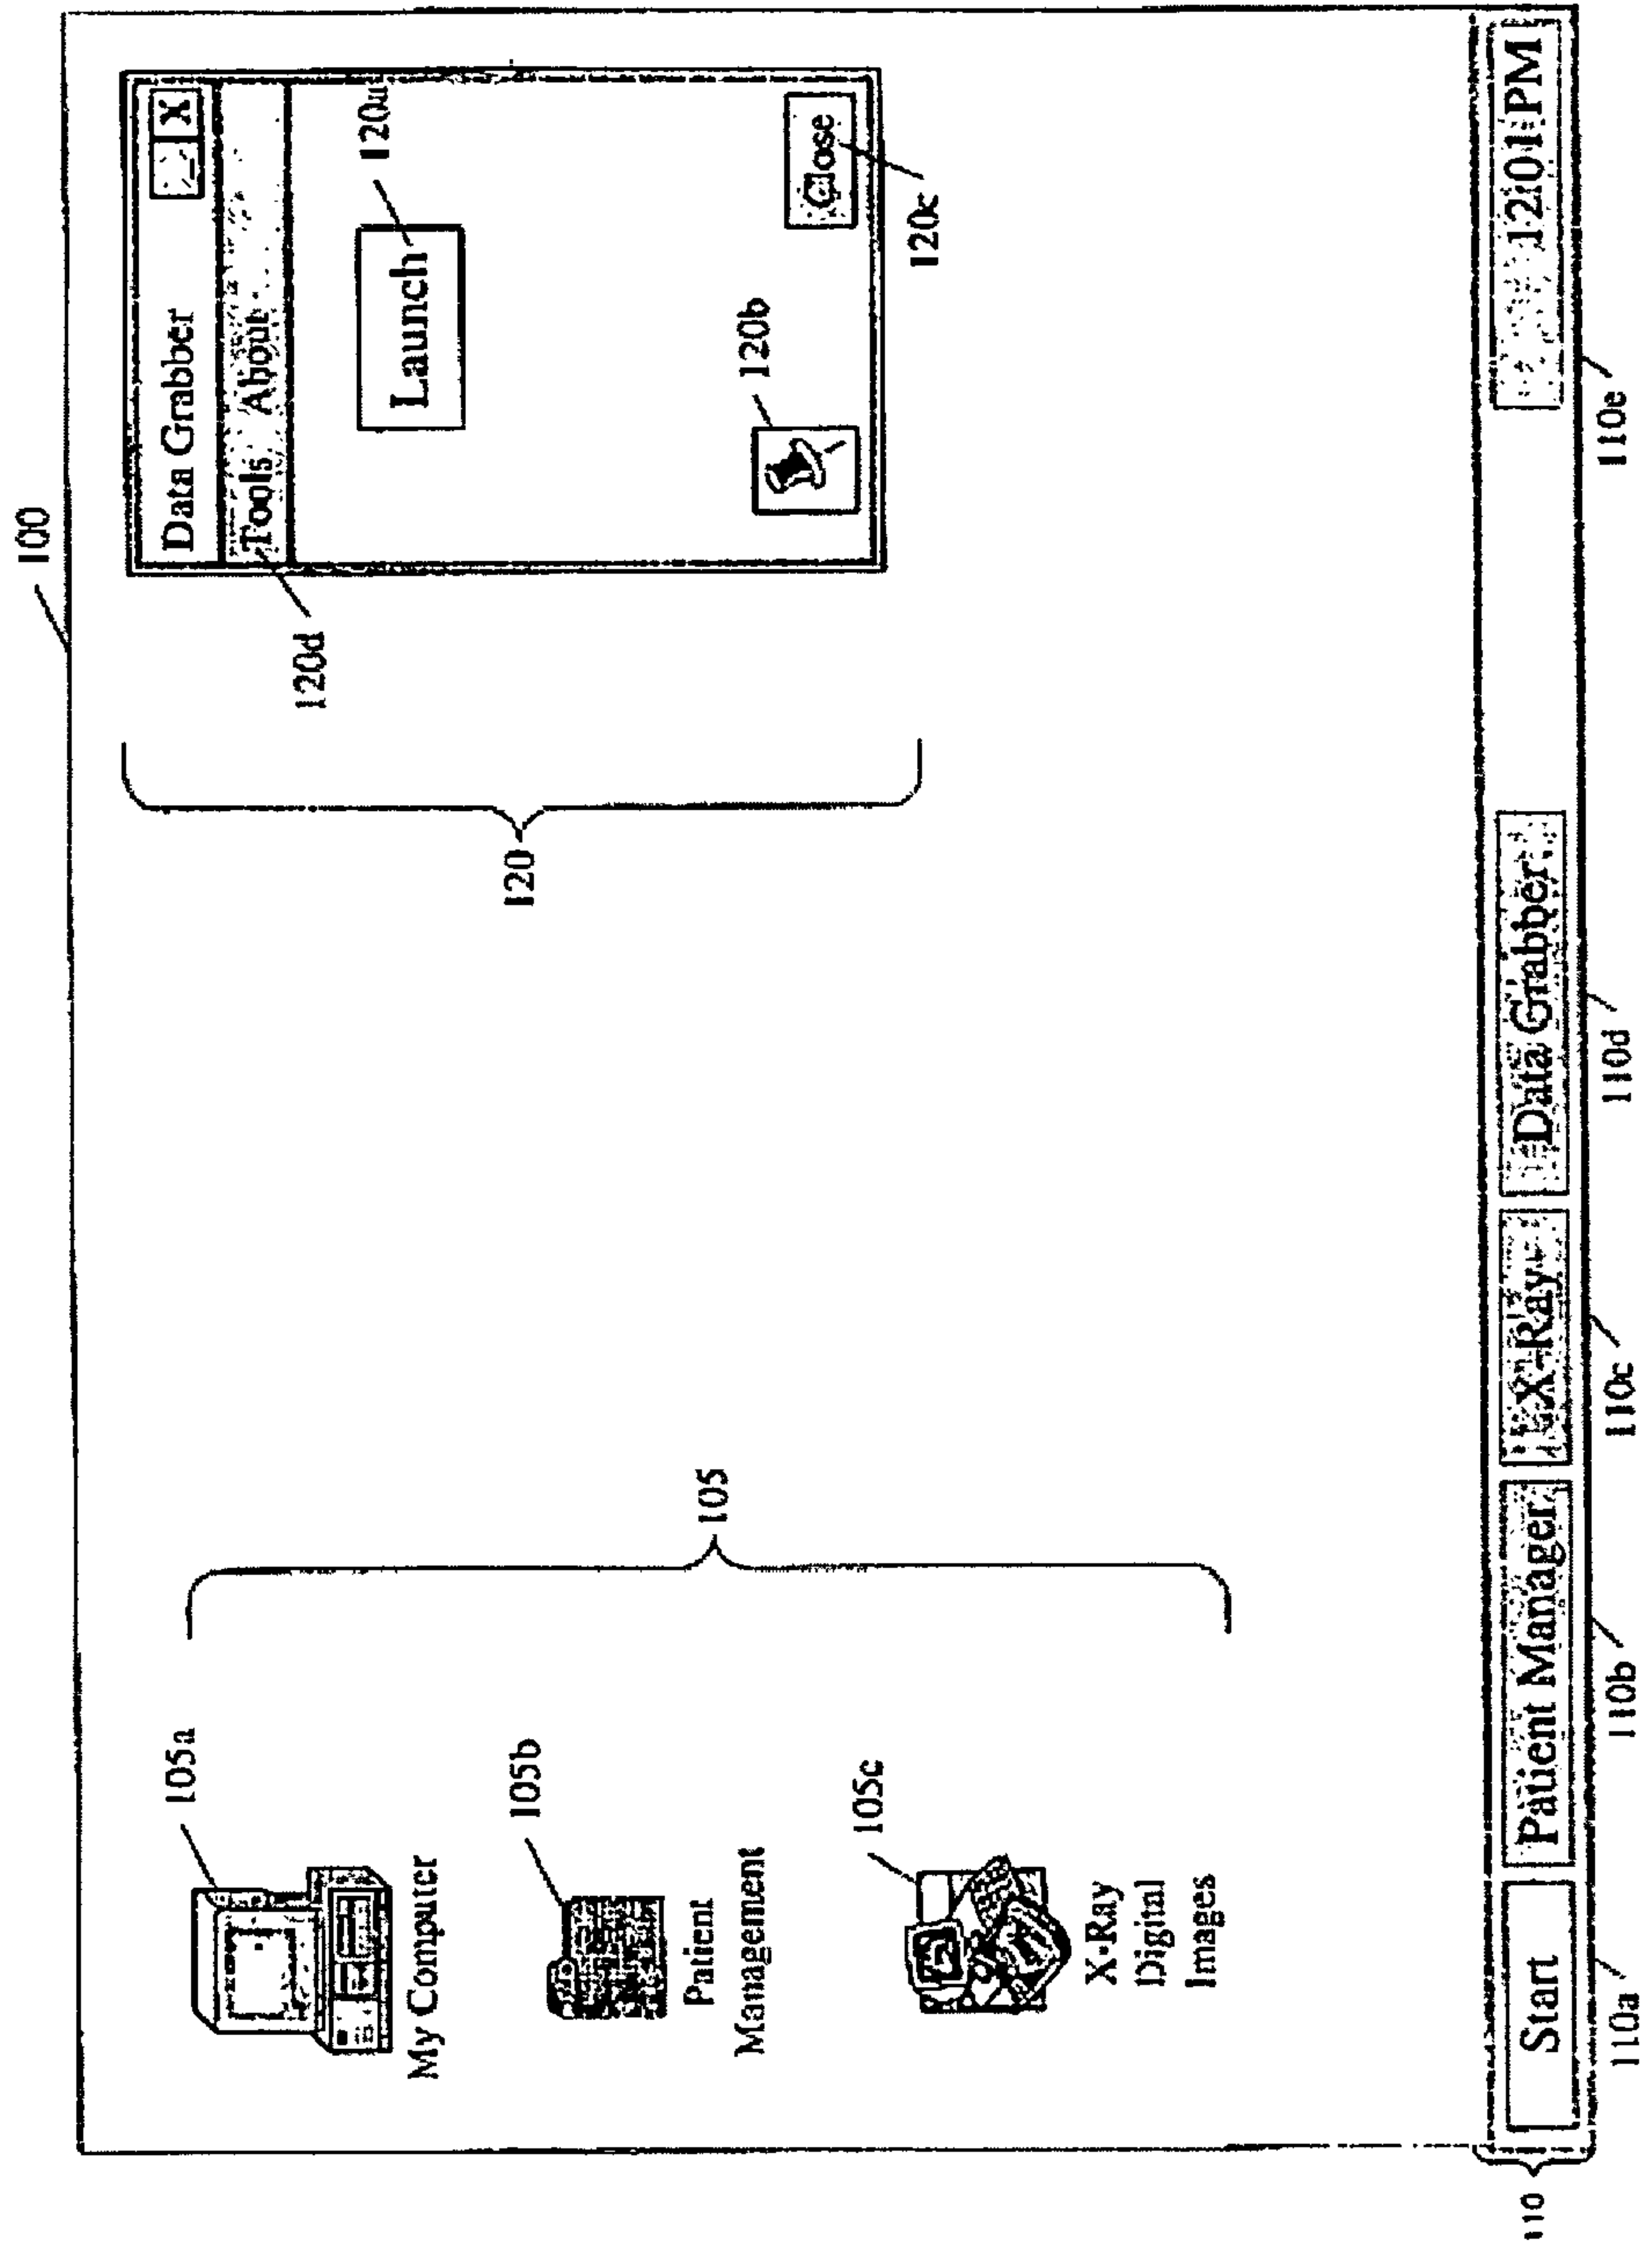 100
Data Grabber _ X
Tools About
120d
Launch
120a
120b
Close
120c
120
105a
My Computer
105b
Patient
Management
105c
X-Ray
Digital
Images
105
110
Start
Patient Manager
X-Ray
Data Grabber
12:01 PM
110a
110b
110c
110d
110e